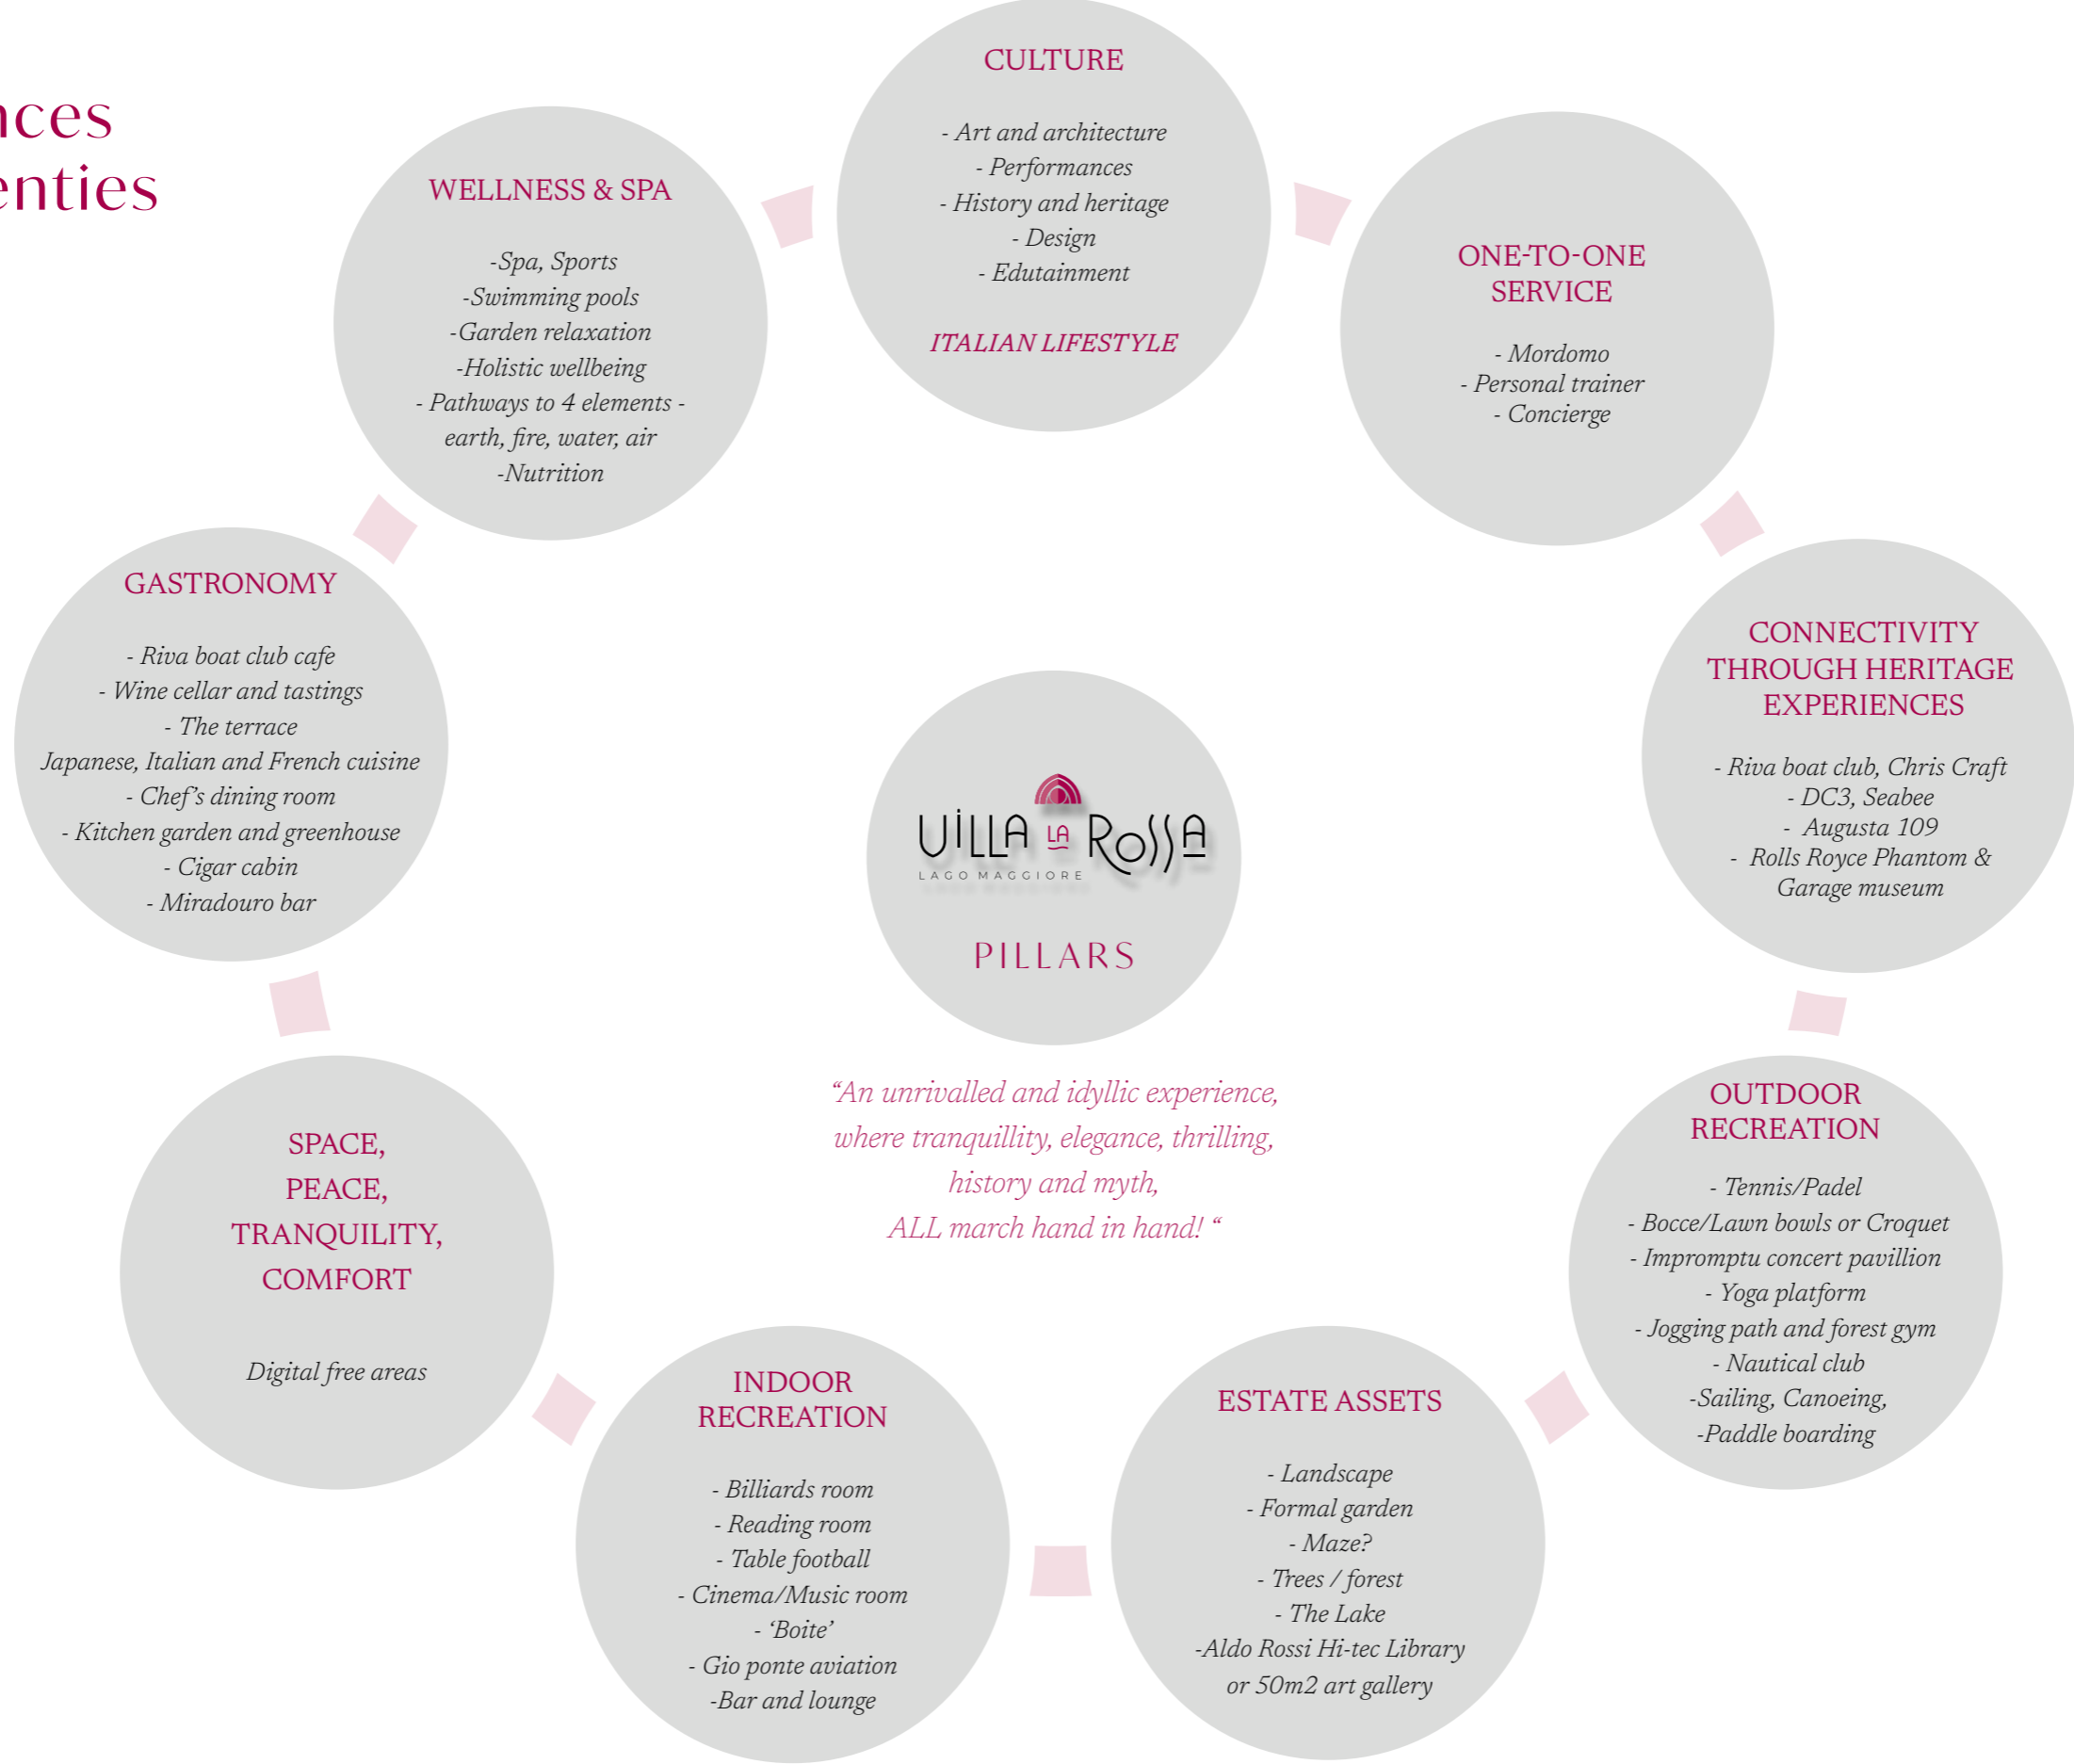 nces
enties
CULTURE
- Art and architecture
- Performances
- History and heritage
- Design
- Edutainment
ITALIAN LIFESTYLE
ONE-TO-ONE
SERVICE
- Mordomo
- Personal trainer
- Concierge
CONNECTIVITY
THROUGH HERITAGE
EXPERIENCES
- Riva boat club, Chris Craft
- DC3, Seabee
- Augusta 109
- Rolls Royce Phantom &
Garage museum
OUTDOOR
RECREATION
- Tennis/Padel
- Bocce/Lawn bowls or Croquet
- Impromptu concert pavillion
- Yoga platform
- Jogging path and forest gym
- Nautical club
-Sailing, Canoeing,
-Paddle boarding
ESTATE ASSETS
- Landscape
- Formal garden
- Maze?
- Trees / forest
- The Lake
-Aldo Rossi Hi-tec Library
or 50m2 art gallery
INDOOR
RECREATION
- Billiards room
- Reading room
- Table football
- Cinema/Music room
- ‘Boite’
- Gio ponte aviation
-Bar and lounge
SPACE,
PEACE,
TRANQUILITY,
COMFORT
Digital free areas
GASTRONOMY
- Riva boat club cafe
- Wine cellar and tastings
- The terrace
Japanese, Italian and French cuisine
- Chef’s dining room
- Kitchen garden and greenhouse
- Cigar cabin
- Miradouro bar
WELLNESS & SPA
-Spa, Sports
-Swimming pools
-Garden relaxation
-Holistic wellbeing
- Pathways to 4 elements -
earth, fire, water, air
-Nutrition
VILLA LA ROSSA
LAGO MAGGIORE
PILLARS
“An unrivalled and idyllic experience,
where tranquillity, elegance, thrilling,
history and myth,
ALL march hand in hand! “